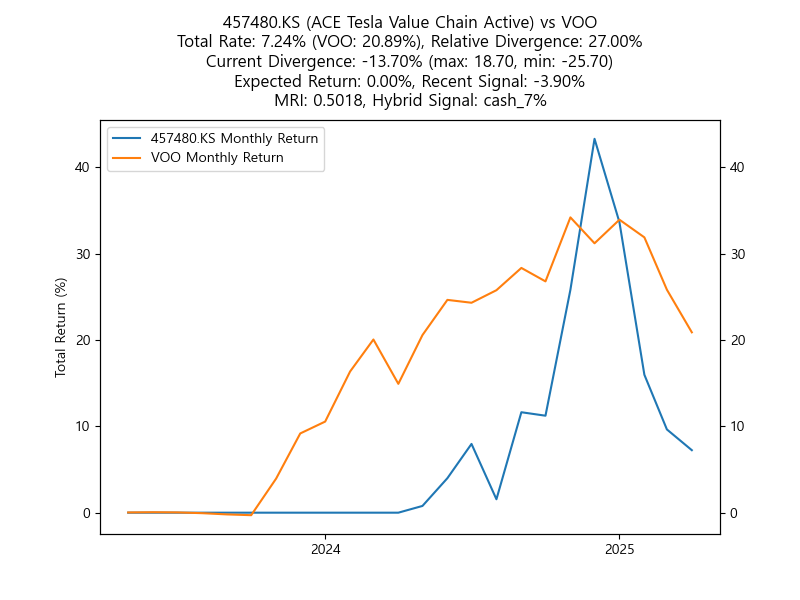 457480.KS (ACE Tesla Value Chain Active) vs VOO
Total Rate: 7.24% (VOO: 20.89%), Relative Divergence: 27.00%
Current Divergence: -13.70% (max: 18.70, min: -25.70)
Expected Return: 0.00%, Recent Signal: -3.90%
MRI: 0.5018, Hybrid Signal: cash_7%
457480.KS Monthly Return
VOO Monthly Return
Total Return (%)
40
30
20
10
0
40
30
20
10
0
2024
2025